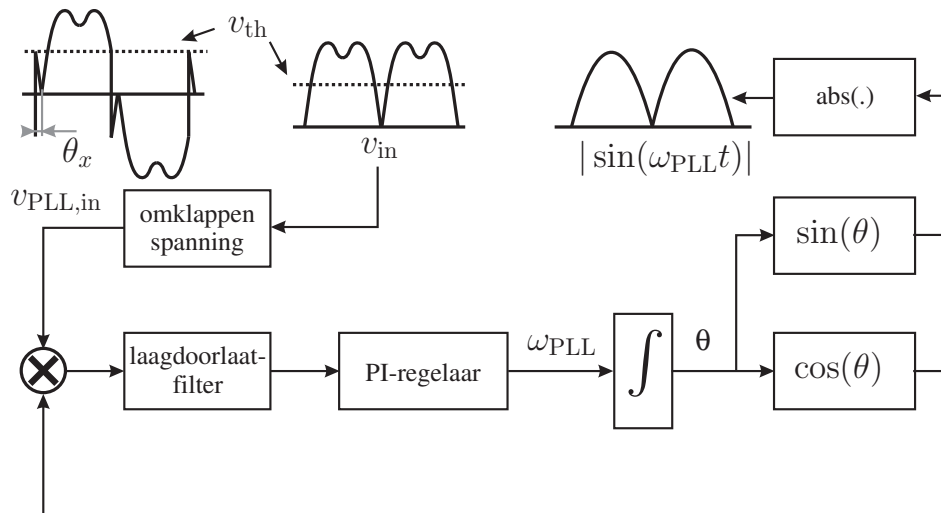 v_th
abs(.)
θ_x
v_in
|sin(ω_PLL t)|
v_PLL,in
omklappen
spanning
sin(θ)
laagdoorlaat-
filter
PI-regelaar
ω_PLL
∫
θ
cos(θ)